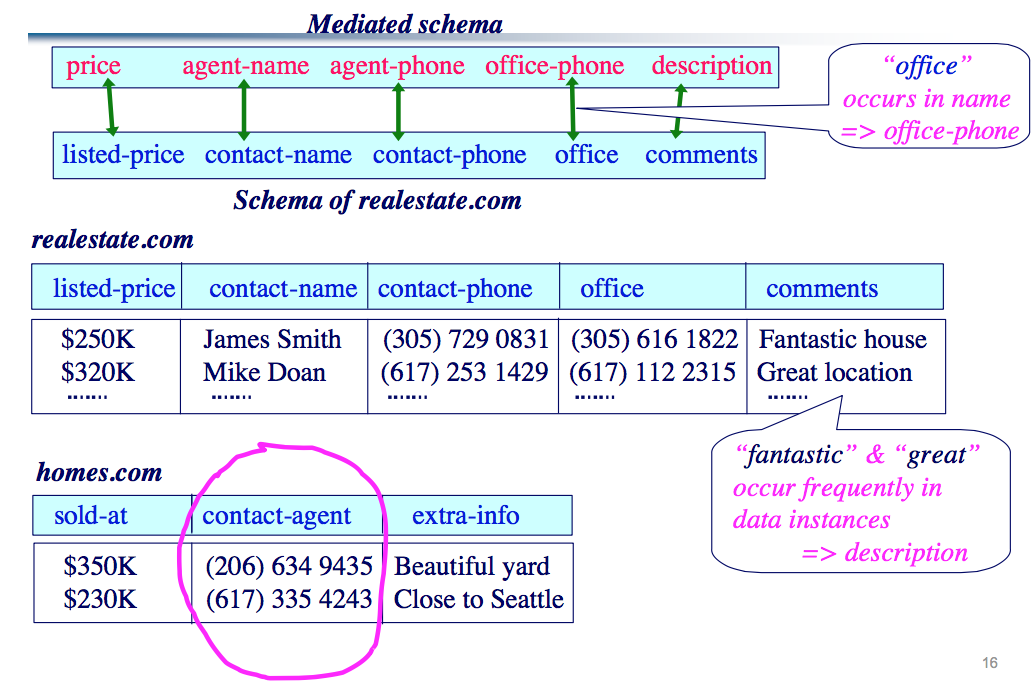 Mediated schema
price agent-name agent-phone office-phone description
“office”
occurs in name
=> office-phone
listed-price contact-name contact-phone office comments
Schema of realestate.com
realestate.com
listed-price contact-name contact-phone office comments
$250K James Smith (305) 729 0831 (305) 616 1822 Fantastic house
$320K Mike Doan (617) 253 1429 (617) 112 2315 Great location
....... ....... ....... ....... .......
“fantastic” & “great”
occur frequently in
data instances
=> description
homes.com
sold-at contact-agent extra-info
$350K (206) 634 9435 Beautiful yard
$230K (617) 335 4243 Close to Seattle
16